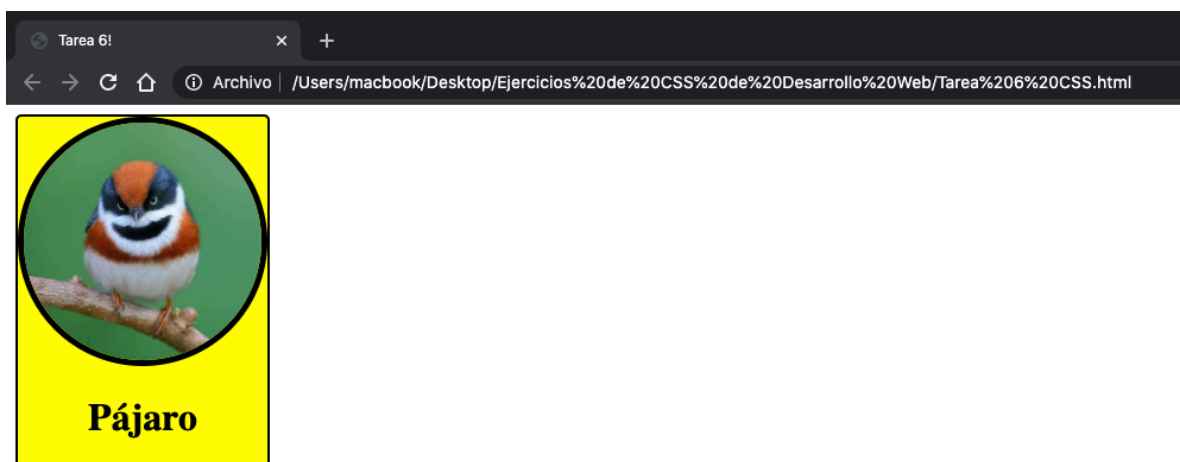 Tarea 6!
Archivo /Users/macbook/Desktop/Ejercicios%20de%20CSS%20de%20Desarrollo%20Web/Tarea%206%20CSS.html
Pájaro